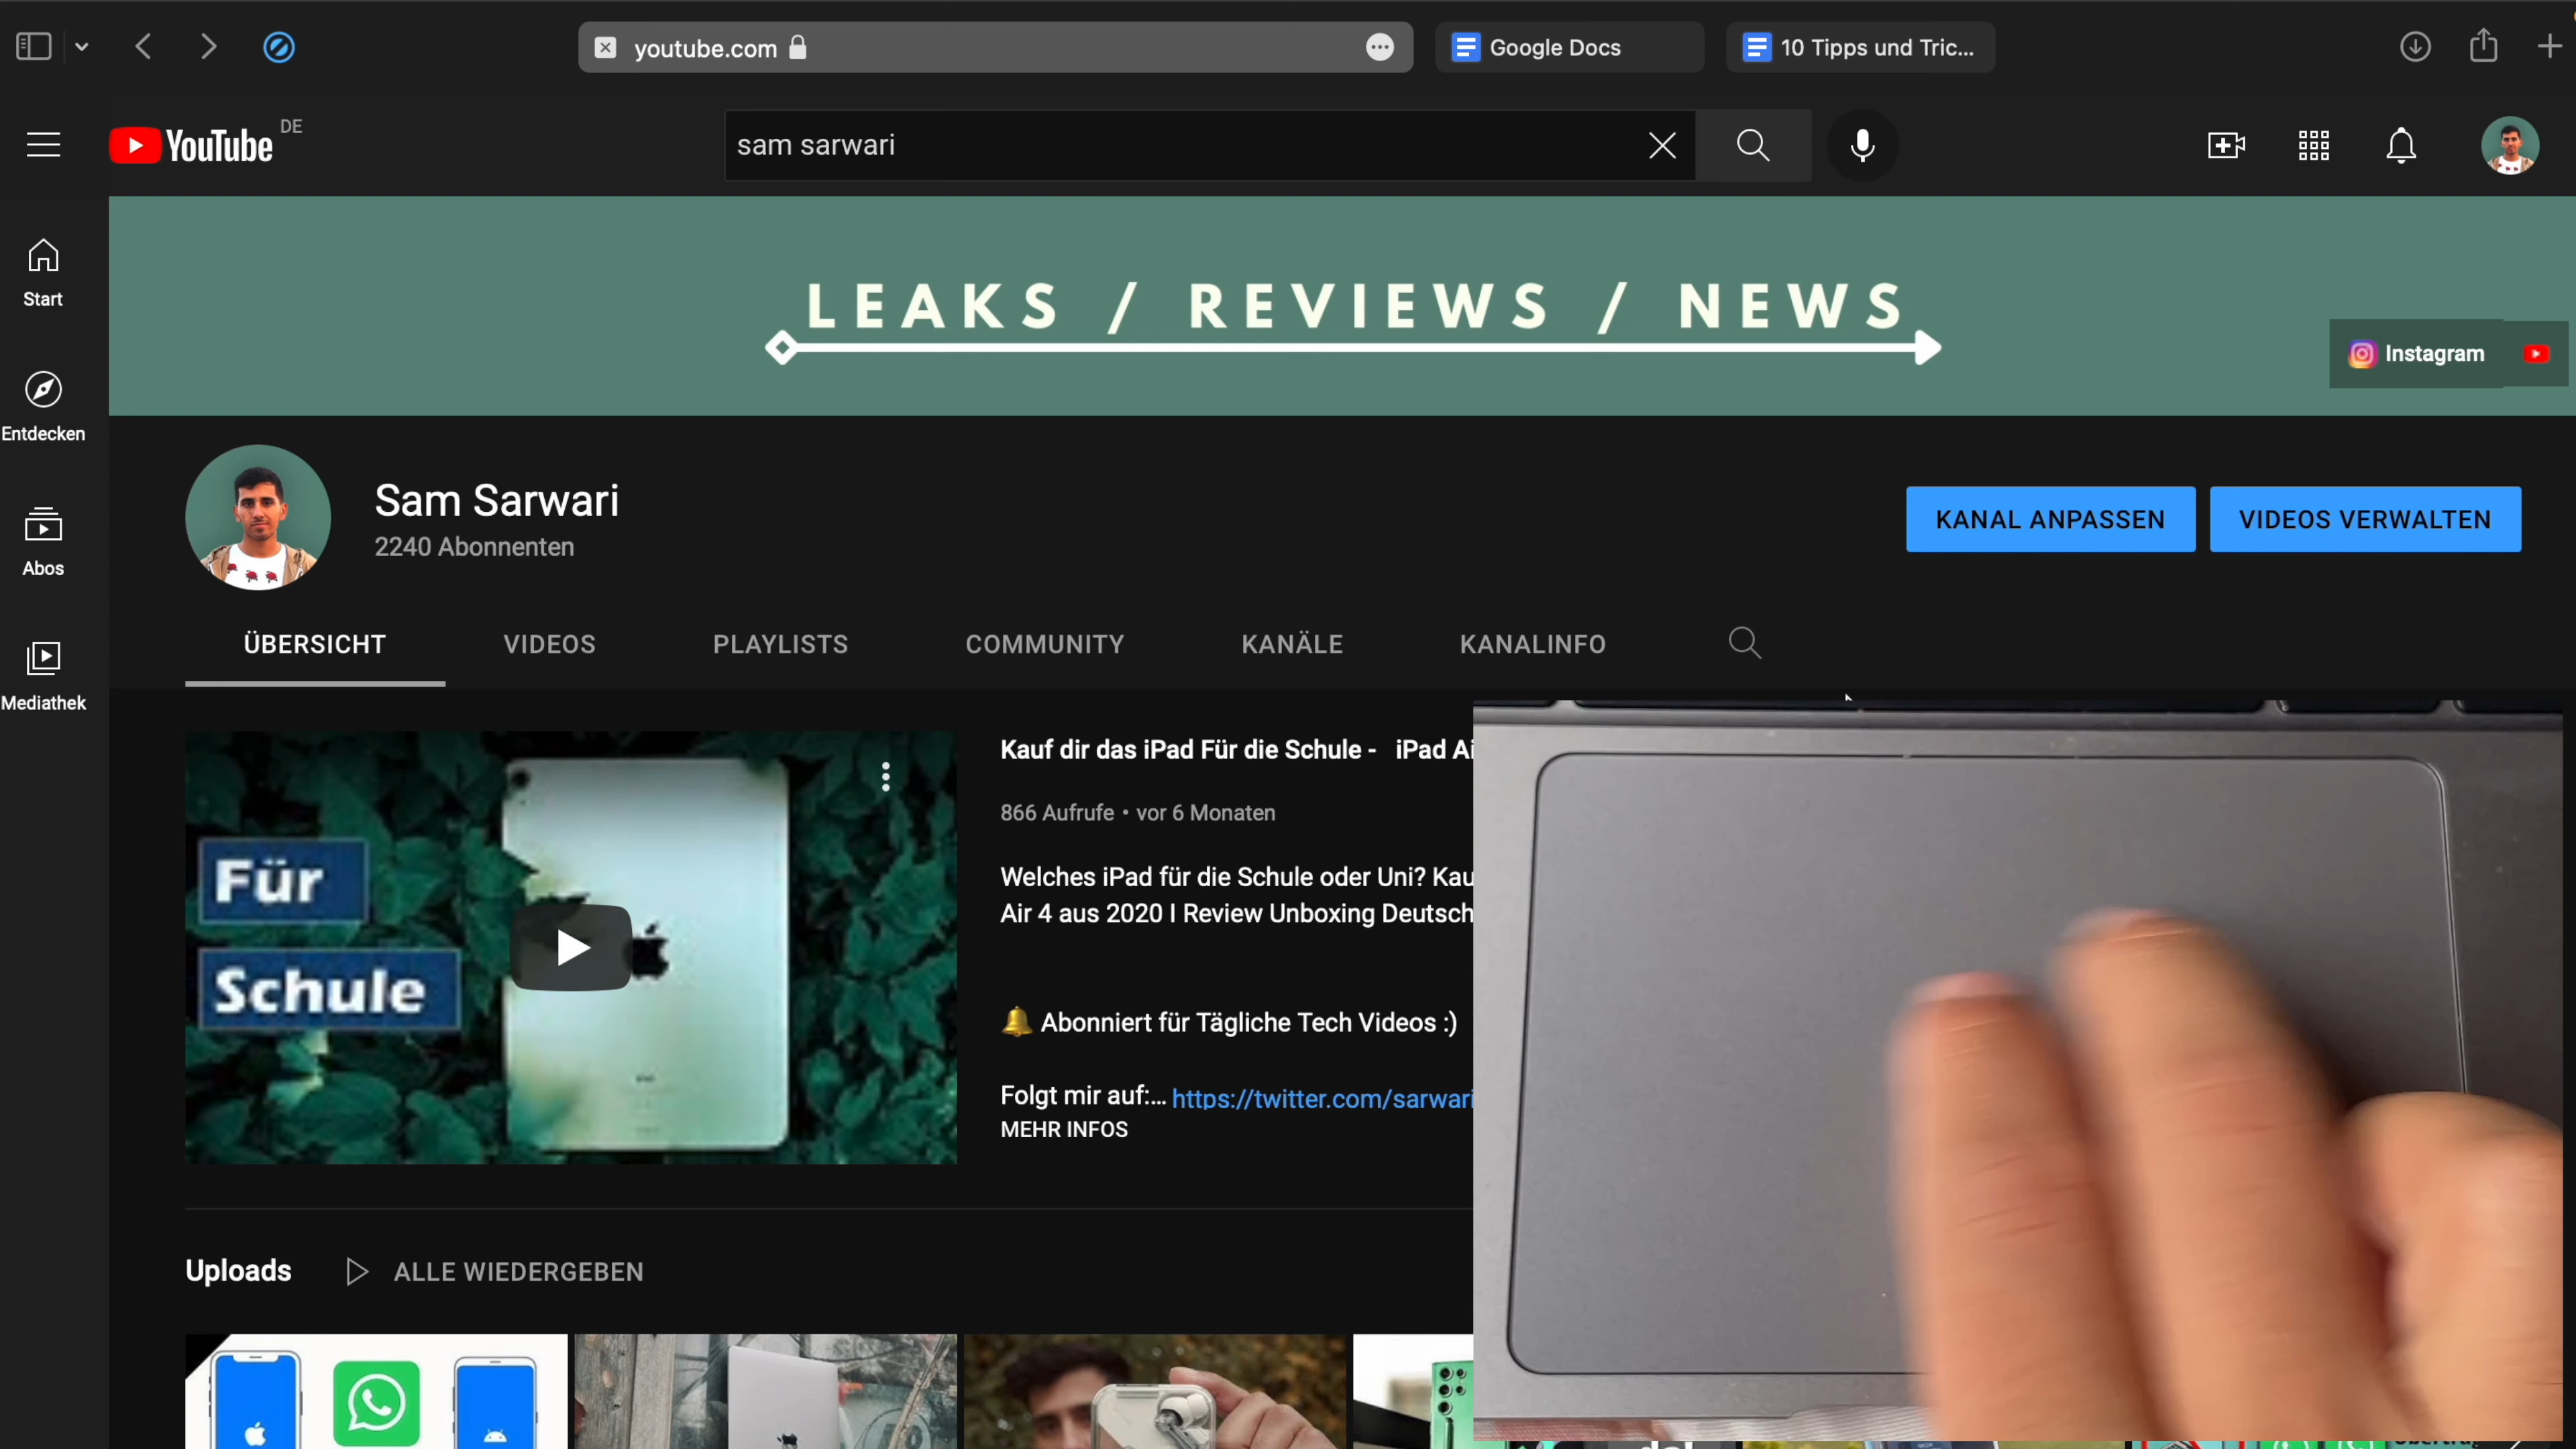 youtube.com
Google Docs
10 Tipps und Tric...
YouTube DE
sam sarwari
LEAKS / REVIEWS / NEWS
Instagram
Start
Entdecken
Abos
Mediathek
Sam Sarwari
2240 Abonnenten
KANAL ANPASSEN
VIDEOS VERWALTEN
ÜBERSICHT
VIDEOS
PLAYLISTS
COMMUNITY
KANÄLE
KANALINFO
Für
Schule
Kauf dir das iPad Für die Schule - iPad Ai
866 Aufrufe • vor 6 Monaten
Welches iPad für die Schule oder Uni? Kau
Air 4 aus 2020 I Review Unboxing Deutsch
🔔 Abonniert für Tägliche Tech Videos :)
Folgt mir auf:... https://twitter.com/sarwari
MEHR INFOS
Uploads
ALLE WIEDERGEBEN